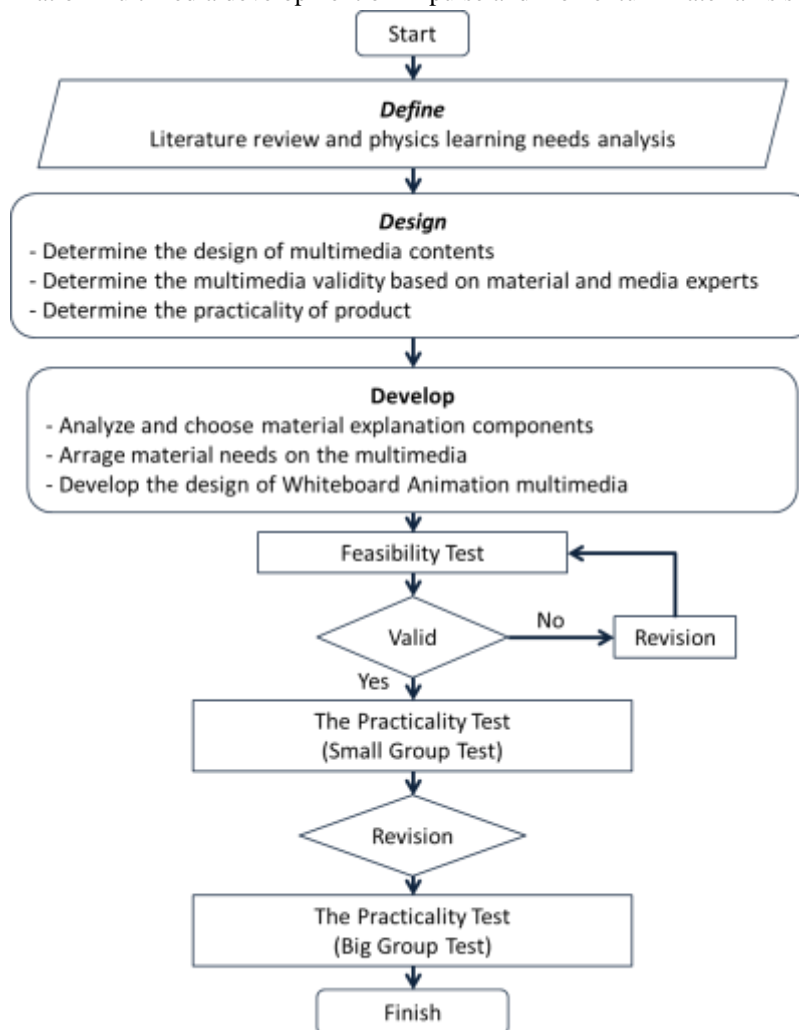 Start
Define
Literature review and physics learning needs analysis
Design
- Determine the design of multimedia contents
- Determine the multimedia validity based on material and media experts
- Determine the practicality of product
Develop
- Analyze and choose material explanation components
- Arrage material needs on the multimedia
- Develop the design of Whiteboard Animation multimedia
Feasibility Test
Valid
No
Revision
Yes
The Practicality Test
(Small Group Test)
Revision
The Practicality Test
(Big Group Test)
Finish